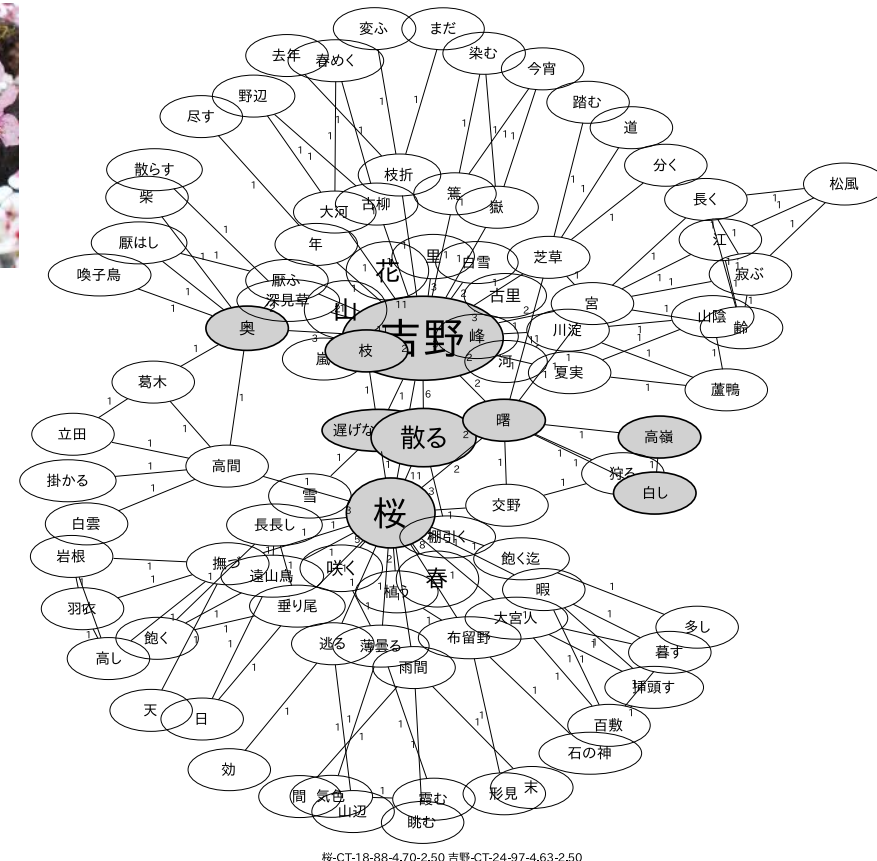 変ふ まだ
去年 春めく 染む 今宵
野辺 踏む
尽す 道
分く
散らす 枝折 松風
柴 篶 長く
大河 古柳 嶽
厭はし 年 江
喚子鳥 花 里 白雪 芝草 寂ぶ
厭ふ
深見草 山 古里 宮
奥 吉野 峰 川淀 山陰 齢
嵐 枝 河 夏実
葛木 蘆鴨
立田 遅げな 散る 曙 高嶺
高間 狩る
掛かる 白し
雪 桜 交野
白雲 長長し 棚引く
岩根 撫づ 遠山鳥 咲く 春 飽く迄
植う 暇
羽衣 垂り尾
飽く 大宮人 多し
高し 逃る 薄曇る 布留野 暮す
雨間 挿頭す
天 日 百敷
石の神
効
間 気色 霞む 形見 末
山辺 眺む
桜-CT-18-88-4.70-2.50 吉野-CT-24-97-4.63-2.50